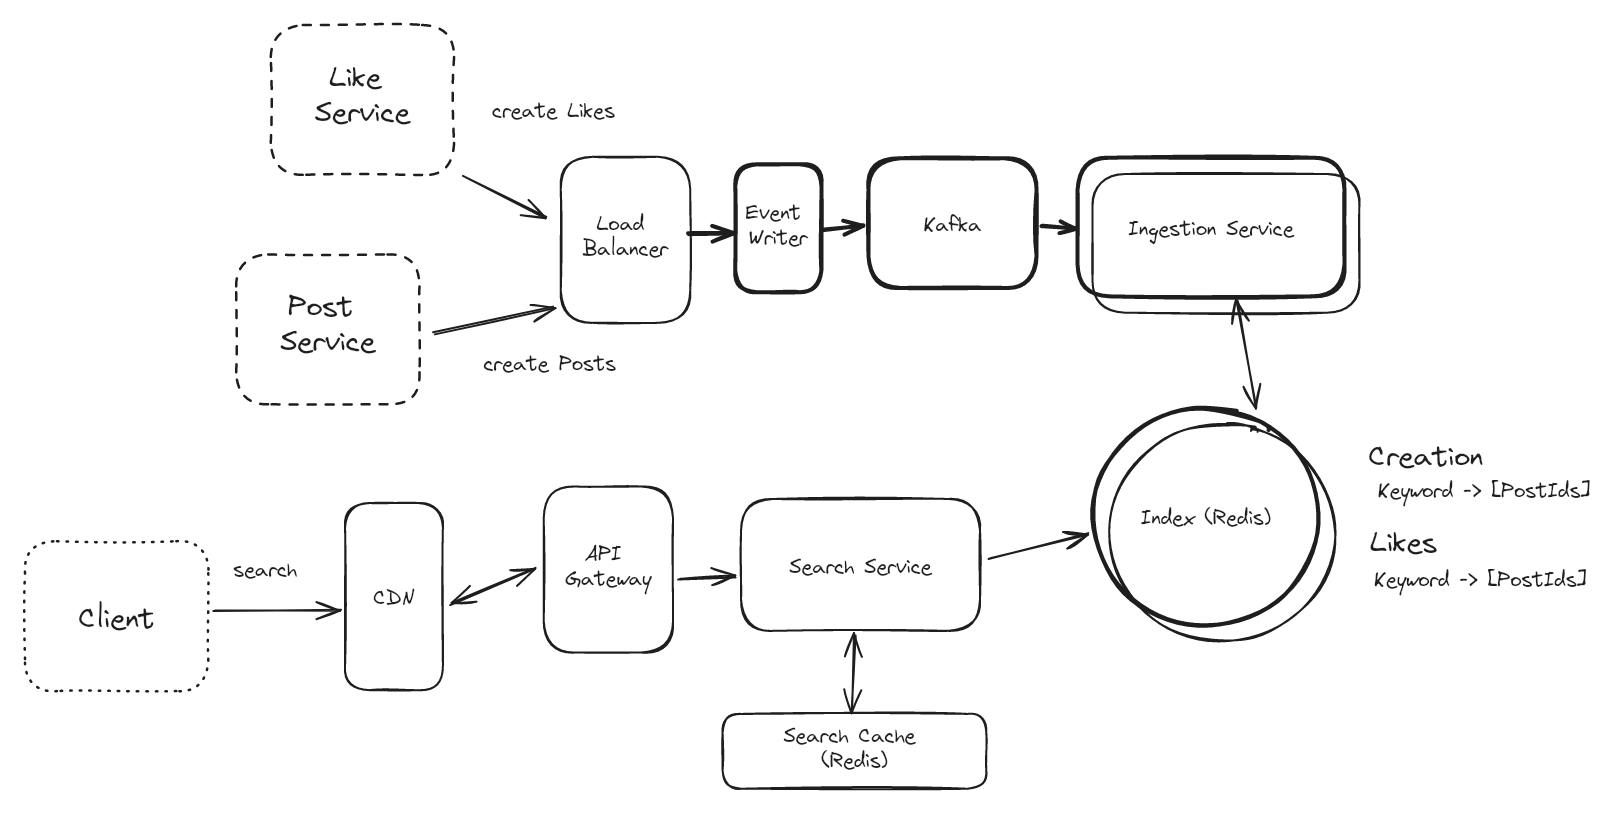 Like
Service
create Likes
Post
Service
create Posts
Load
Balancer
Event
Writer
Kafka
Ingestion Service
Client
search
CDN
API
Gateway
Search Service
Search Cache
(Redis)
Index (Redis)
Creation
Keyword -> [PostIds]
Likes
Keyword -> [PostIds]